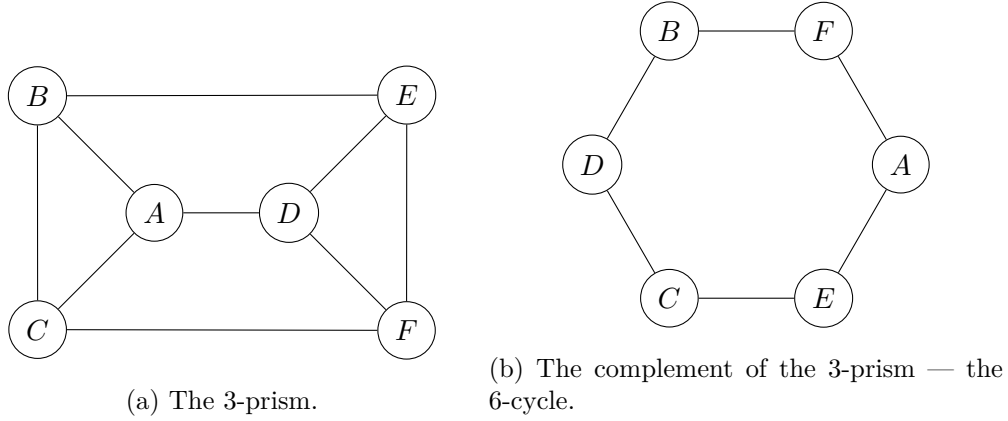 B
F
B
E
D
A
A
D
C
E
C
F
(a) The 3-prism.
(b) The complement of the 3-prism — the
6-cycle.